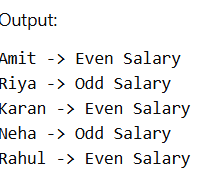 Output:
Amit -> Even Salary
Riya -> Odd Salary
Karan -> Even Salary
Neha -> Odd Salary
Rahul -> Even Salary